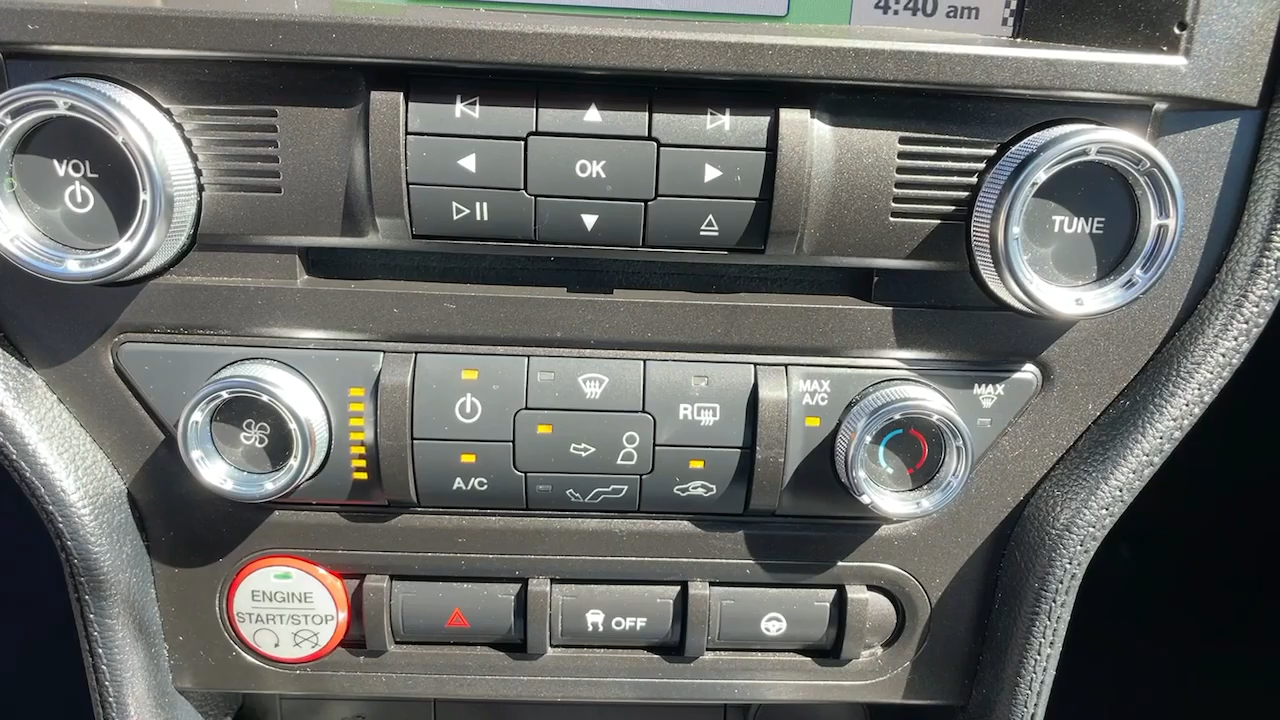 4:40 am
VOL
OK
TUNE
MAX
A/C
MAX
R
A/C
ENGINE
START/STOP
OFF